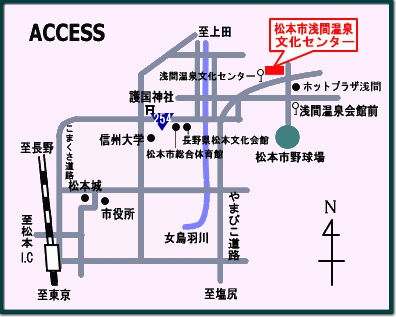 ACCESS
至上田
松本市浅間温泉
文化センター
浅間温泉文化センター
ホットプラザ浅間
護国神社
浅間温泉会館前
254
信州大学
長野県松本文化会館
松本市総合体育館
松本市野球場
こまくさ道路
至長野
松本城
市役所
やまびこ道路
至松本
I.C
女鳥羽川
N
至東京
至塩尻